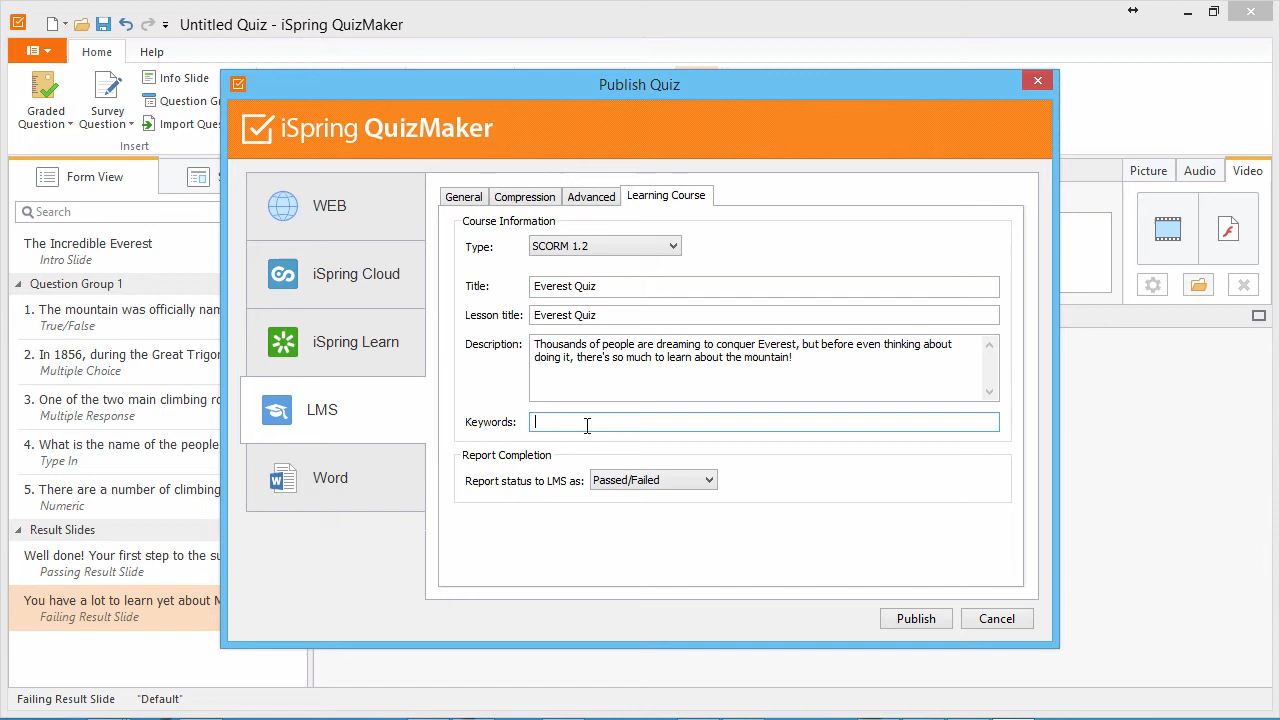 Untitled Quiz - iSpring QuizMaker
Home
Help
Graded
Question
Survey
Question
Info Slide
Question Gr
Import Ques
Insert
Publish Quiz
iSpring QuizMaker
Form View
S
Search
The Incredible Everest
Intro Slide
Question Group 1
1. The mountain was officially nam
True/False
2. In 1856, during the Great Trigon
Multiple Choice
3. One of the two main climbing ro
Multiple Response
4. What is the name of the people
Type In
5. There are a number of climbing
Numeric
Result Slides
Well done! Your first step to the su
Passing Result Slide
You have a lot to learn yet about M
Failing Result Slide
WEB
iSpring Cloud
iSpring Learn
LMS
Word
General
Compression
Advanced
Learning Course
Course Information
Type:
SCORM 1.2
Title:
Everest Quiz
Lesson title:
Everest Quiz
Description:
Thousands of people are dreaming to conquer Everest, but before even thinking about
doing it, there's so much to learn about the mountain!
Keywords:
Report Completion
Report status to LMS as:
Passed/Failed
Publish
Cancel
Picture
Audio
Video
Failing Result Slide
"Default"